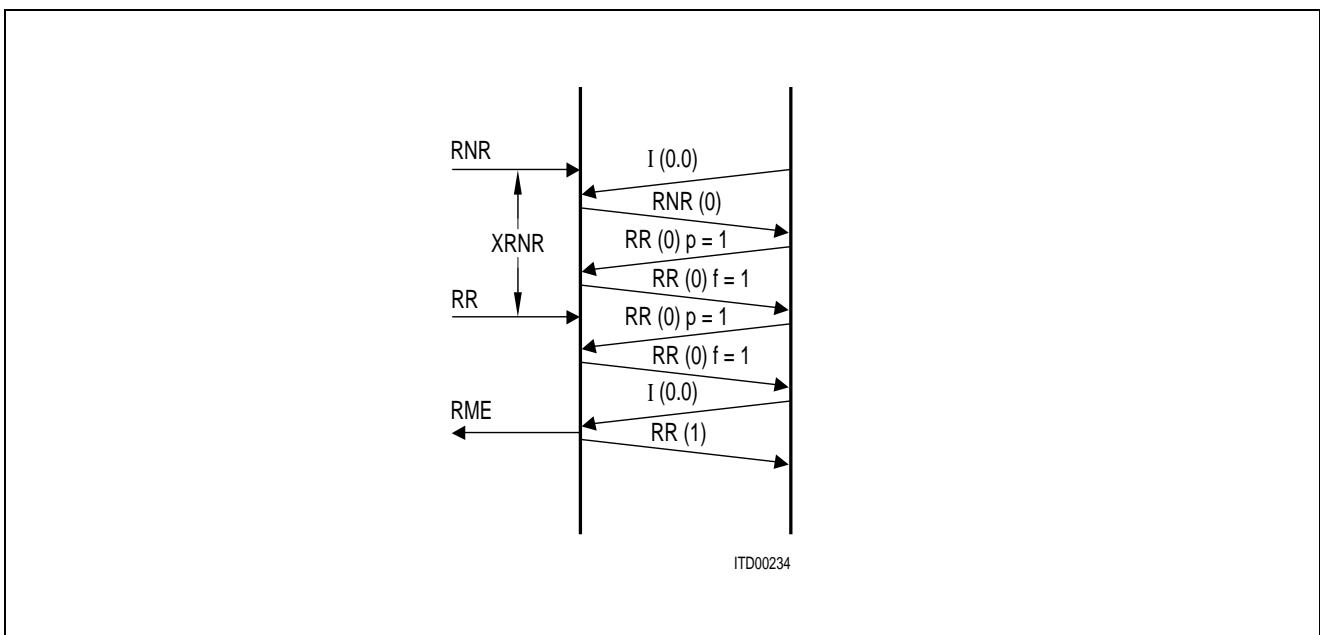 RNR
I (0.0)
RNR (0)
XRNR
RR (0) p = 1
RR (0) f = 1
RR
RR (0) p = 1
RR (0) f = 1
I (0.0)
RME
RR (1)
ITD00234